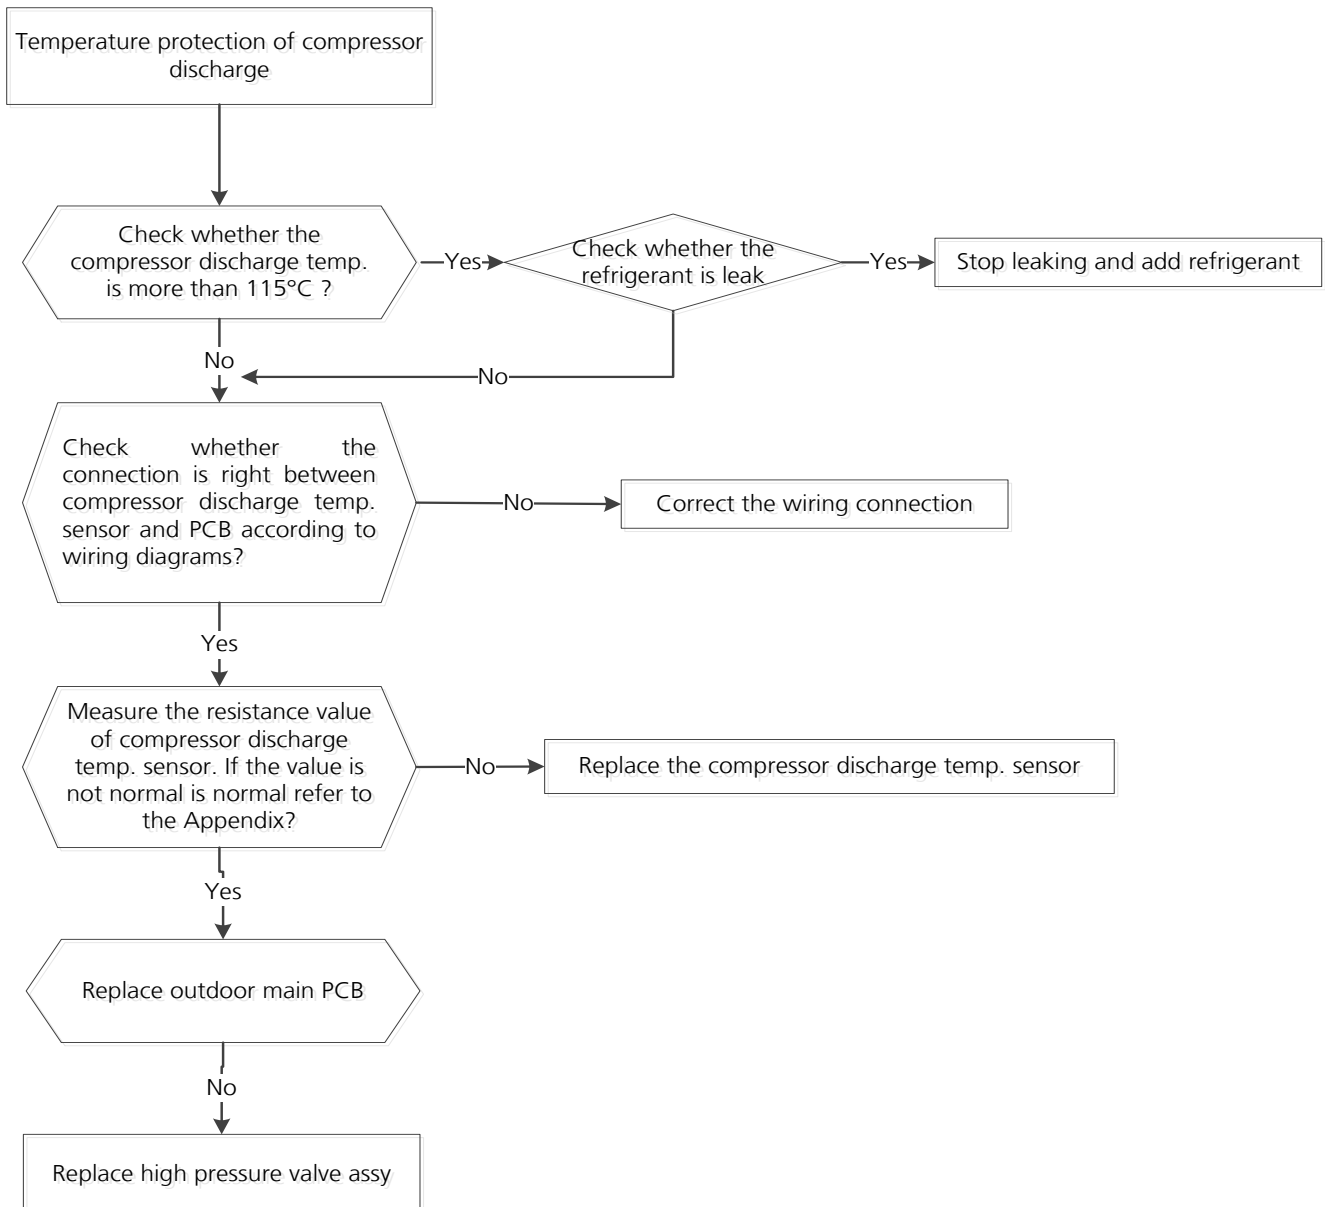 Temperature protection of compressor
discharge
Check whether the
compressor discharge temp.
is more than 115°C ?
Yes
Check whether the
refrigerant is leak
Yes
Stop leaking and add refrigerant
No
No
Check whether the
connection is right between
compressor discharge temp.
sensor and PCB according to
wiring diagrams?
No
Correct the wiring connection
Yes
Measure the resistance value
of compressor discharge
temp. sensor. If the value is
not normal is normal refer to
the Appendix?
No
Replace the compressor discharge temp. sensor
Yes
Replace outdoor main PCB
No
Replace high pressure valve assy